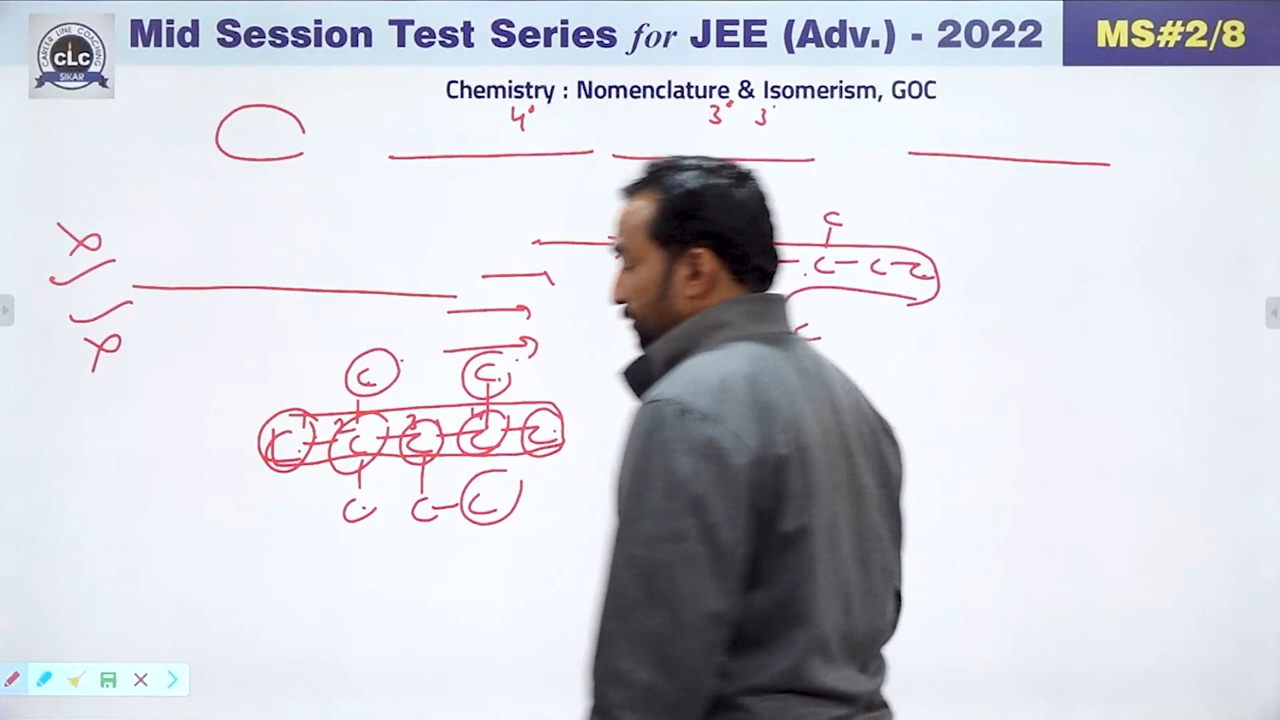 Mid Session Test Series for JEE (Adv.) - 2022 MS#2/8
CAREER LINE COACHING
CLC
SIKAR
Chemistry : Nomenclature & Isomerism, GOC
4° 3° 3°
C
C-C-C
C C
C-C-C-C-C
C C-C